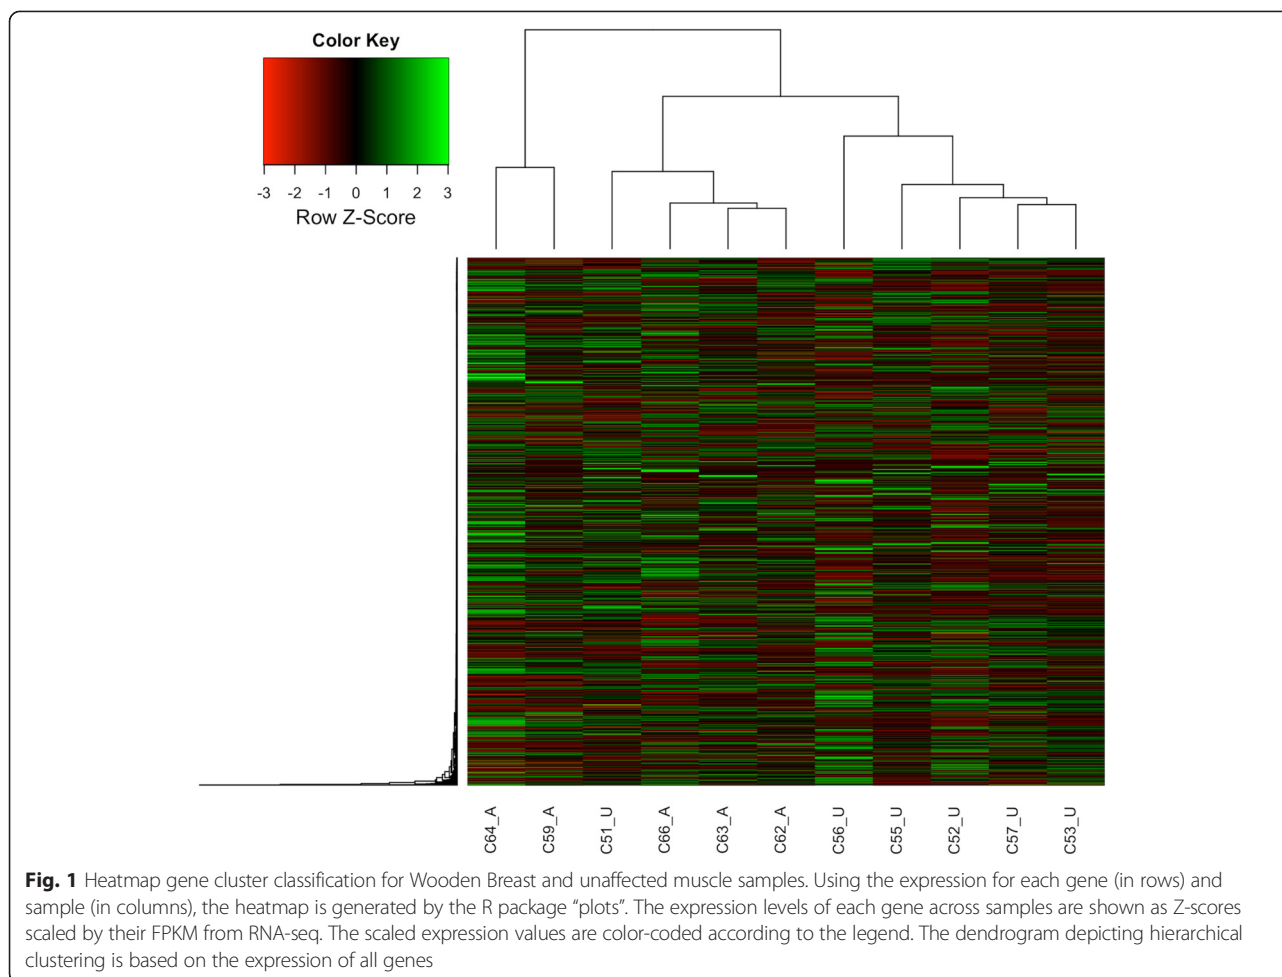 Color Key
-3 -2 -1 0 1 2 3
Row Z-Score
C64_A
C59_A
C51_U
C66_A
C63_A
C62_A
C56_U
C55_U
C52_U
C57_U
C53_U
Fig. 1 Heatmap gene cluster classification for Wooden Breast and unaffected muscle samples. Using the expression for each gene (in rows) and
sample (in columns), the heatmap is generated by the R package “plots”. The expression levels of each gene across samples are shown as Z-scores
scaled by their FPKM from RNA-seq. The scaled expression values are color-coded according to the legend. The dendrogram depicting hierarchical
clustering is based on the expression of all genes